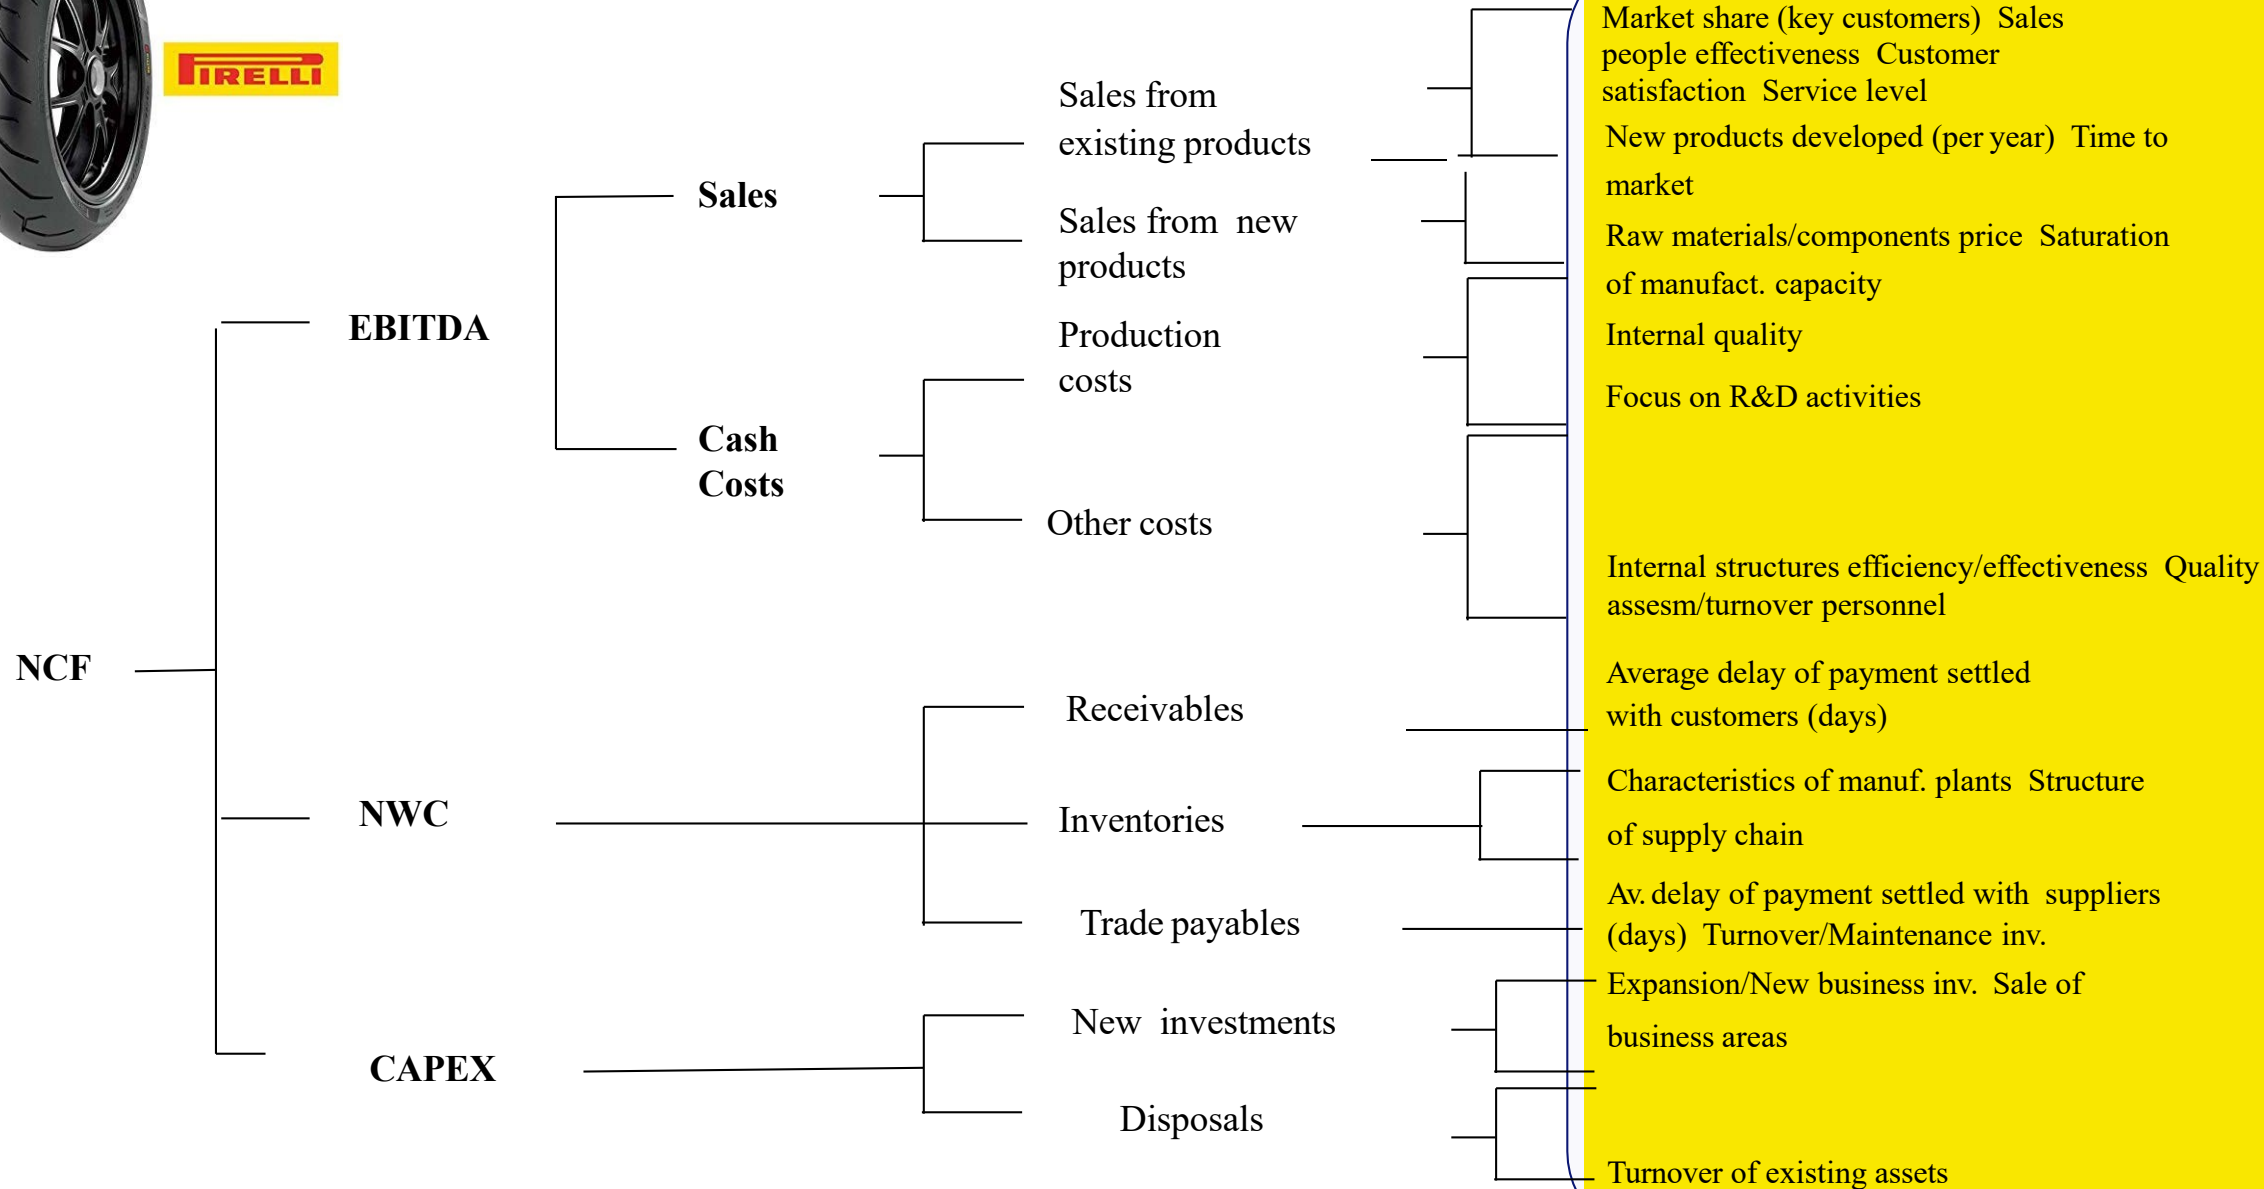 PIRELLI
Market share (key customers) Sales
people effectiveness Customer
satisfaction Service level
Sales from
existing products
New products developed (per year) Time to
market
Sales
Sales from new
products
Raw materials/components price Saturation
of manufact. capacity
EBITDA
Production
costs
Internal quality
Focus on R&D activities
Cash
Costs
Other costs
Internal structures efficiency/effectiveness Quality
assesm/turnover personnel
NCF
Receivables
Average delay of payment settled
with customers (days)
NWC
Inventories
Characteristics of manuf. plants Structure
of supply chain
Trade payables
Av. delay of payment settled with suppliers
(days) Turnover/Maintenance inv.
CAPEX
New investments
Expansion/New business inv. Sale of
business areas
Disposals
Turnover of existing assets